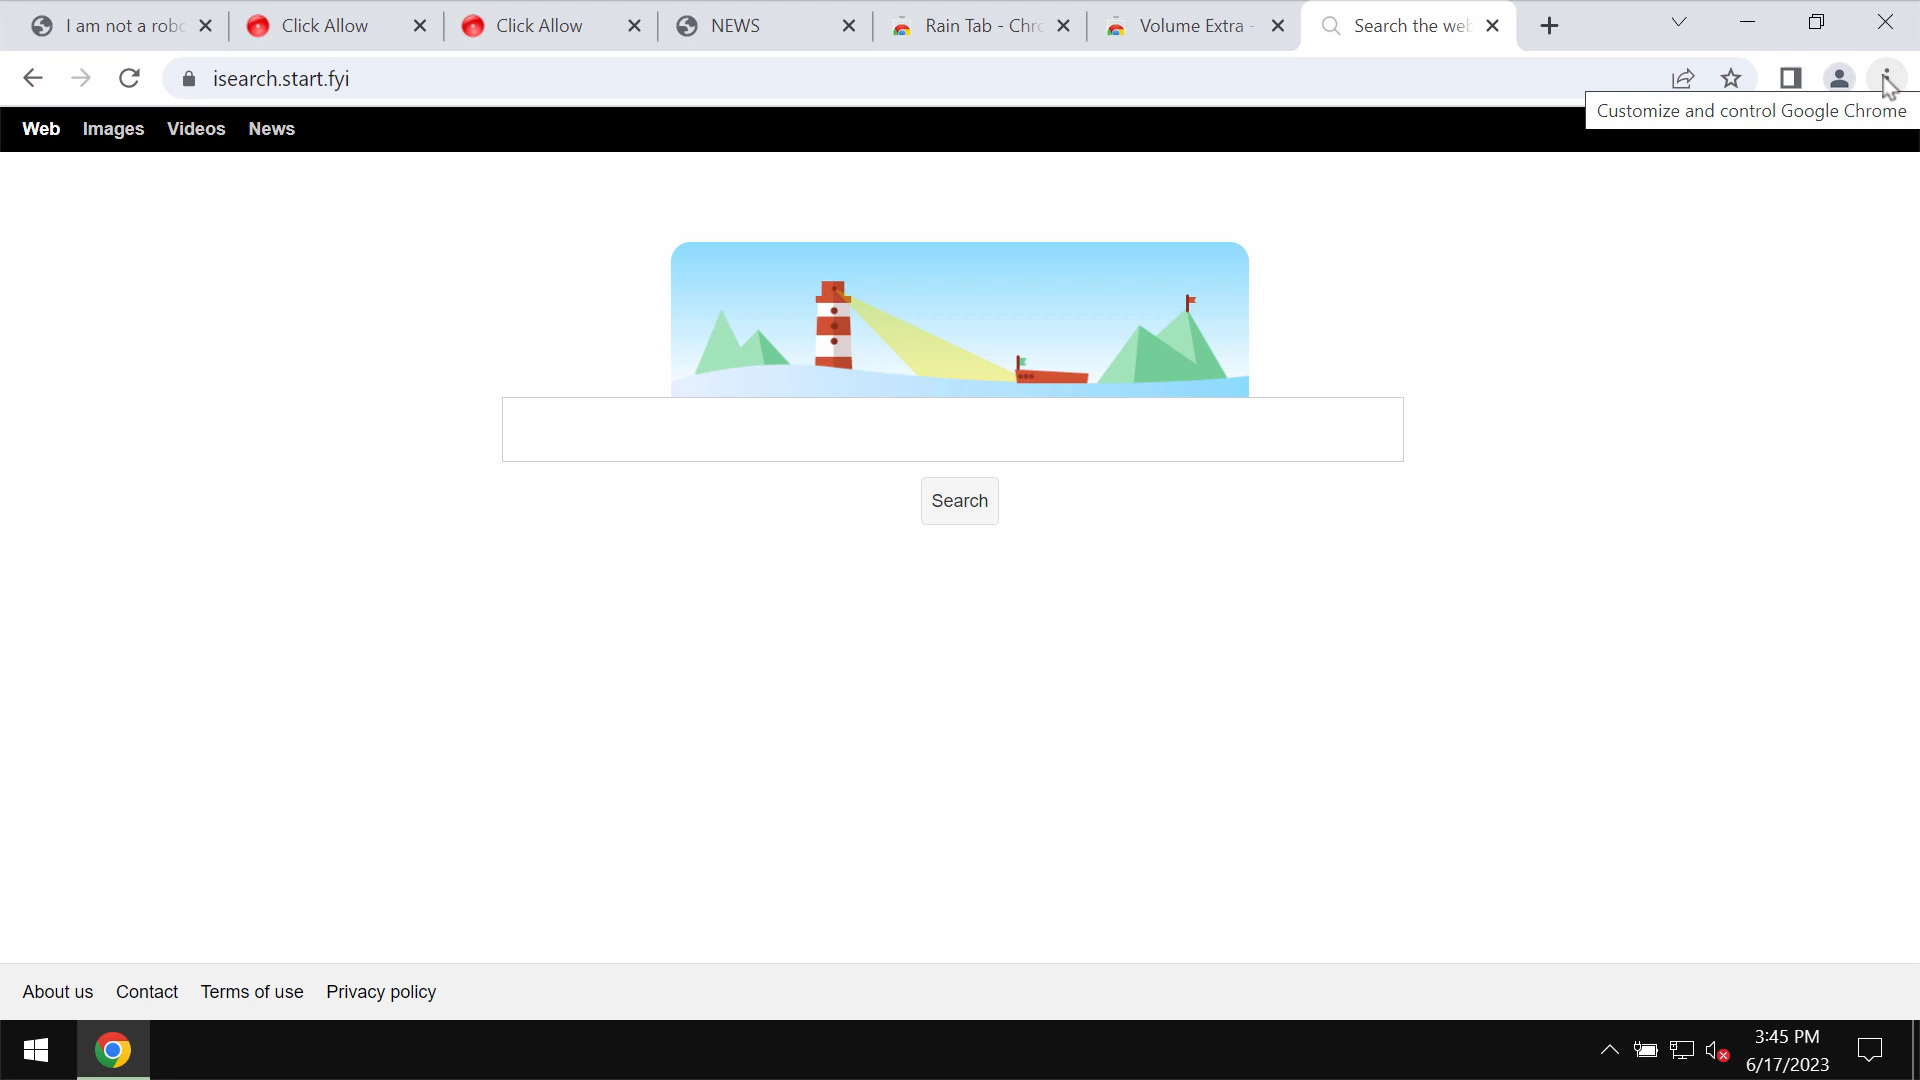 I am not a robo
Click Allow
Click Allow
NEWS
Rain Tab - Chro
Volume Extra -
Search the web
isearch.start.fyi
Customize and control Google Chrome
Web Images Videos News
Search
About us Contact Terms of use Privacy policy
3:45 PM
6/17/2023